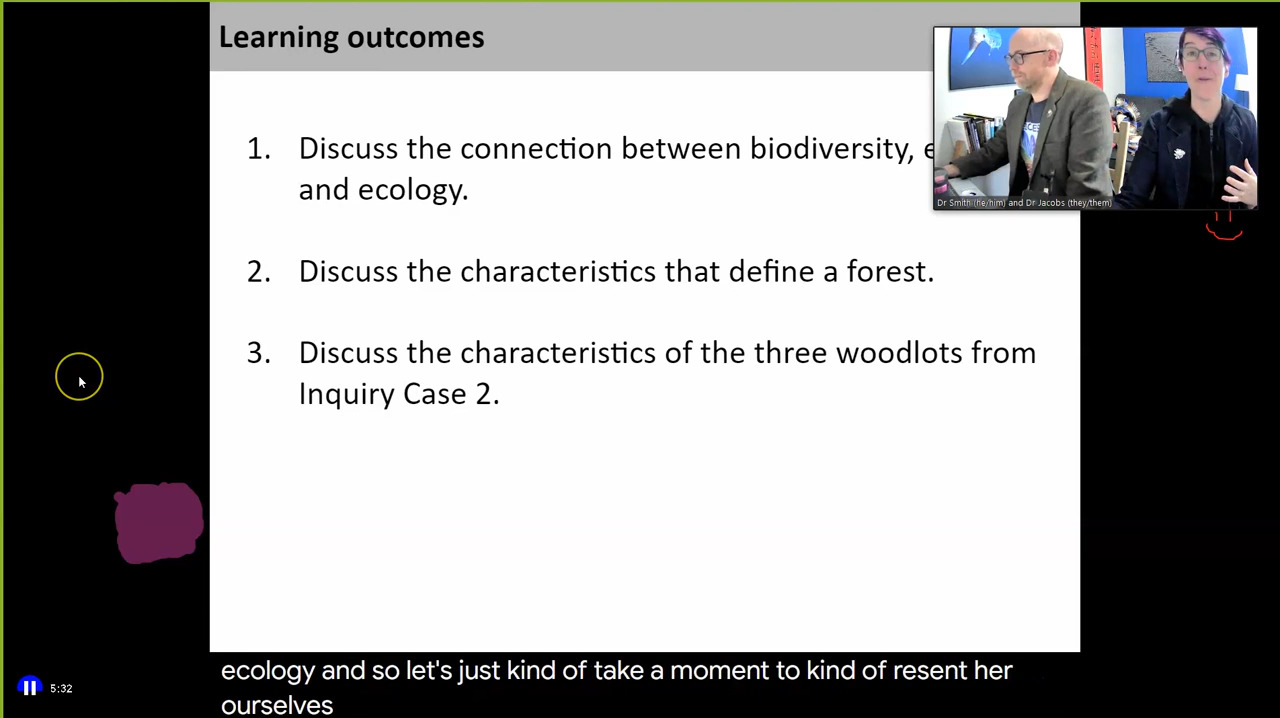 Learning outcomes
1. Discuss the connection between biodiversity, e
and ecology.
2. Discuss the characteristics that define a forest.
3. Discuss the characteristics of the three woodlots from
Inquiry Case 2.
Dr Smith (he/him) and Dr Jacobs (they/them)
ecology and so let's just kind of take a moment to kind of resent her
ourselves
5:32